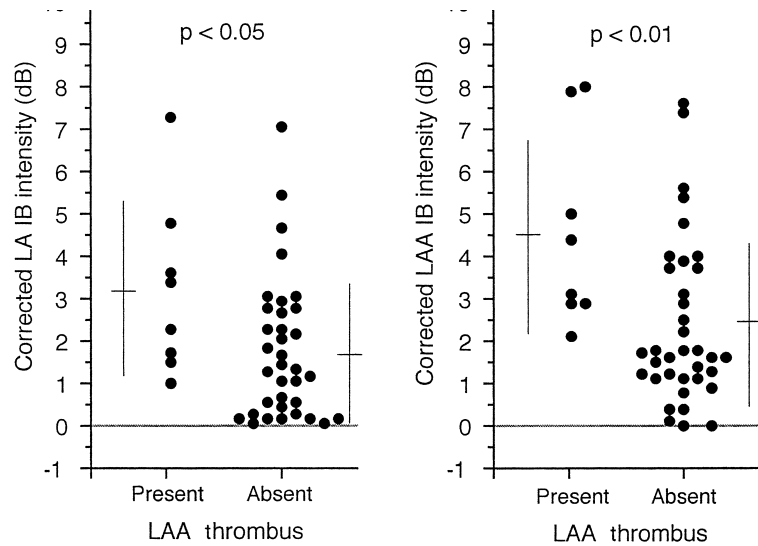 p < 0.05
Corrected LA IB intensity (dB)
9
8
7
6
5
4
3
2
1
0
-1
Present Absent
LAA thrombus
p < 0.01
Corrected LAA IB intensity (dB)
9
8
7
6
5
4
3
2
1
0
-1
Present Absent
LAA thrombus